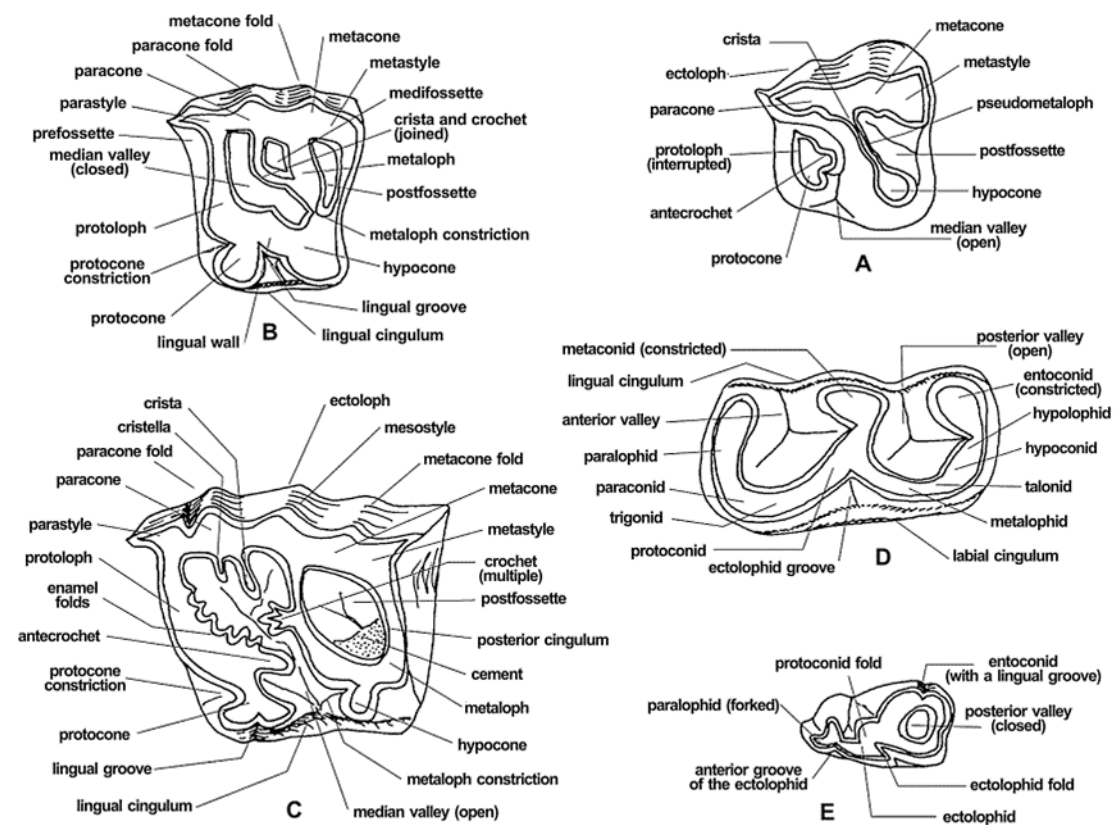 metacone fold
paracone fold
metacone
paracone
metastyle
parastyle
medifossette
prefossette
crista and crochet
(joined)
median valley
(closed)
metaloph
postfossette
protoloph
metaloph constriction
protocone
constriction
hypocone
lingual groove
protocone
lingual wall
B
lingual cingulum
crista
metacone
ectoloph
metastyle
paracone
pseudometaloph
protoloph
(interrupted)
postfossette
antecrochet
hypocone
median valley
(open)
protocone
A
crista
ectoloph
cristella
mesostyle
paracone fold
metacone fold
paracone
metacone
parastyle
metastyle
protoloph
crochet
(multiple)
enamel
folds
postfossette
antecrochet
posterior cingulum
protocone
constriction
cement
metaloph
protocone
hypocone
lingual groove
metaloph constriction
lingual cingulum
C
median valley (open)
metaconid (constricted)
posterior valley
(open)
lingual cingulum
entoconid
(constricted)
anterior valley
hypolophid
paralophid
hypoconid
paraconid
talonid
trigonid
metalophid
protoconid
labial cingulum
ectolophid groove
D
protoconid fold
entoconid
(with a lingual groove)
paralophid (forked)
posterior valley
(closed)
anterior groove
of the ectolophid
ectolophid fold
E
ectolophid